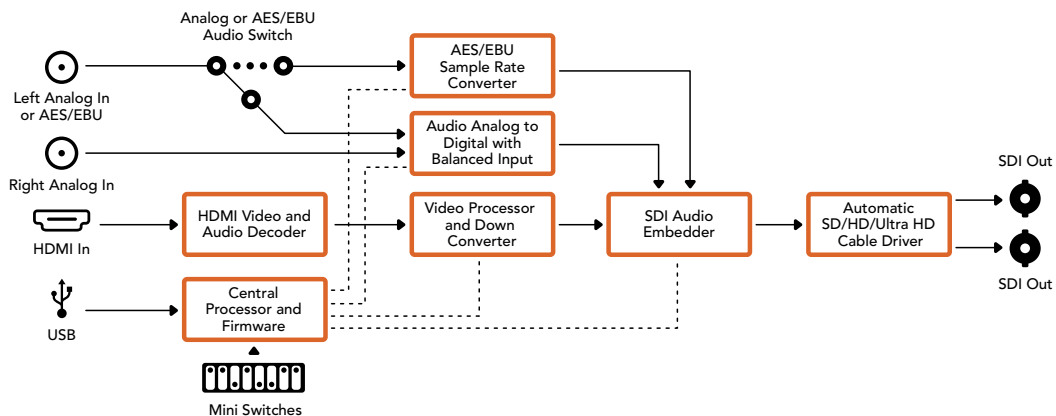 Analog or AES/EBU
Audio Switch
Left Analog In
or AES/EBU
AES/EBU
Sample Rate
Converter
Right Analog In
Audio Analog to
Digital with
Balanced Input
HDMI In
HDMI Video and
Audio Decoder
Video Processor
and Down
Converter
SDI Audio
Embedder
Automatic
SD/HD/Ultra HD
Cable Driver
SDI Out
SDI Out
USB
Central
Processor and
Firmware
Mini Switches